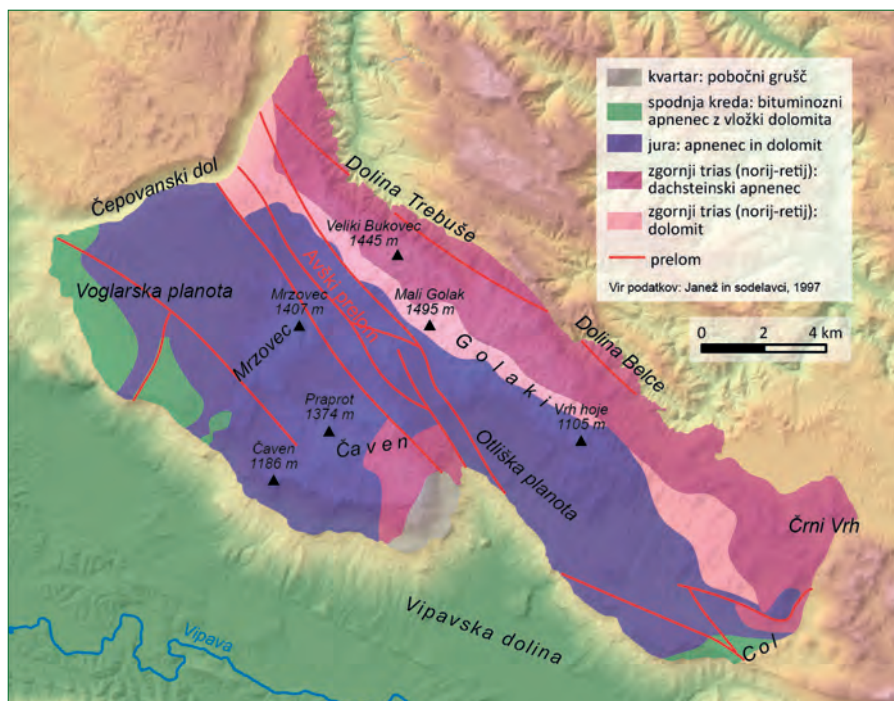 kvartar: pobočni grušč
spodnja kreda: bituminozni
apnenec z vložki dolomita
jura: apnenec in dolomit
zgornji trias (norij-retij):
dachsteinski apnenec
zgornji trias (norij-retij):
dolomit
prelom
Vir podatkov: Janež in sodelavci, 1997
0 2 4 km
Čepovanski dol
Dolina Trebuše
Veliki Bukovec
1445 m
Voglarska planota
Mrzovec
1407 m
Avški prelom
Mali Golak
1495 m
Mrzovec
Golaki
Dolina Belce
Praprot
1374 m
Vrh hoje
1105 m
Čaven
1186 m
Čaven
Otliška planota
Črni Vrh
Vipavska dolina
Col
Vipava